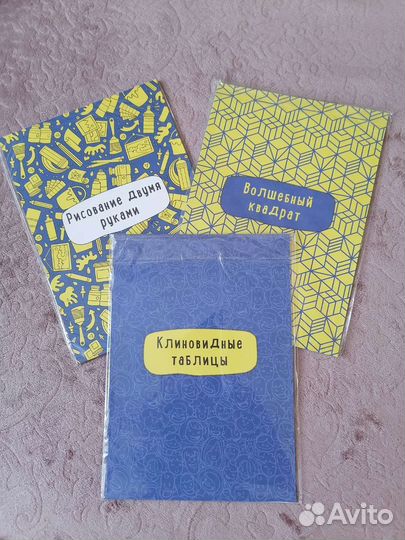 Рисование двумя
руками
Волшебный
квадрат
Клиновидные
таблицы
Avito